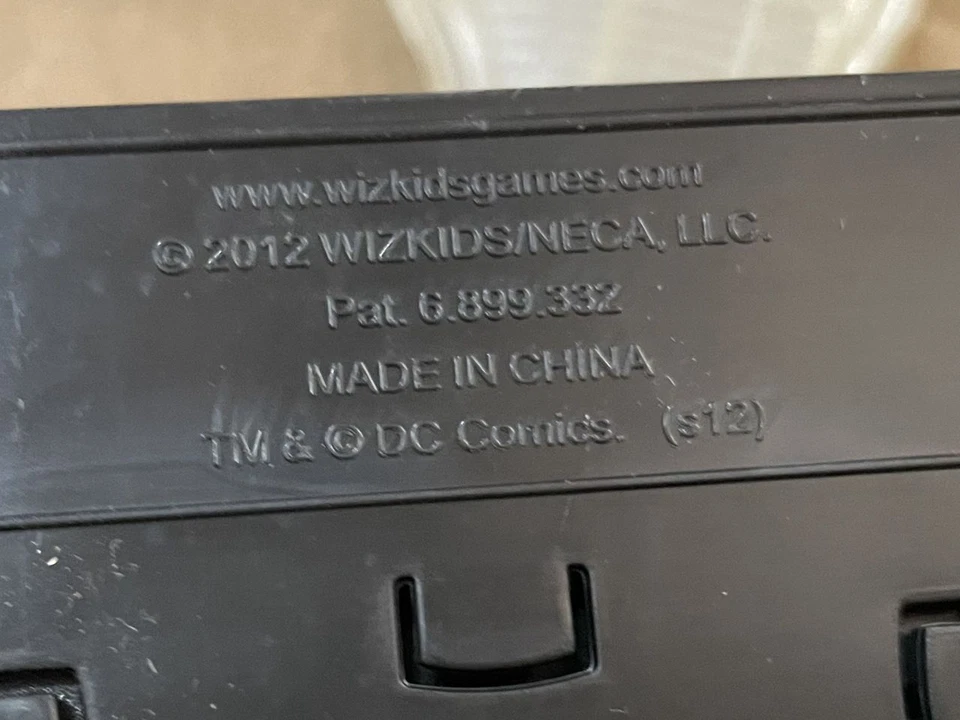 www.wizkidsgames.com
© 2012 WIZKIDS/NECA, LLC.
Pat. 6.899.332
MADE IN CHINA
TM & © DC Comics. (s12)